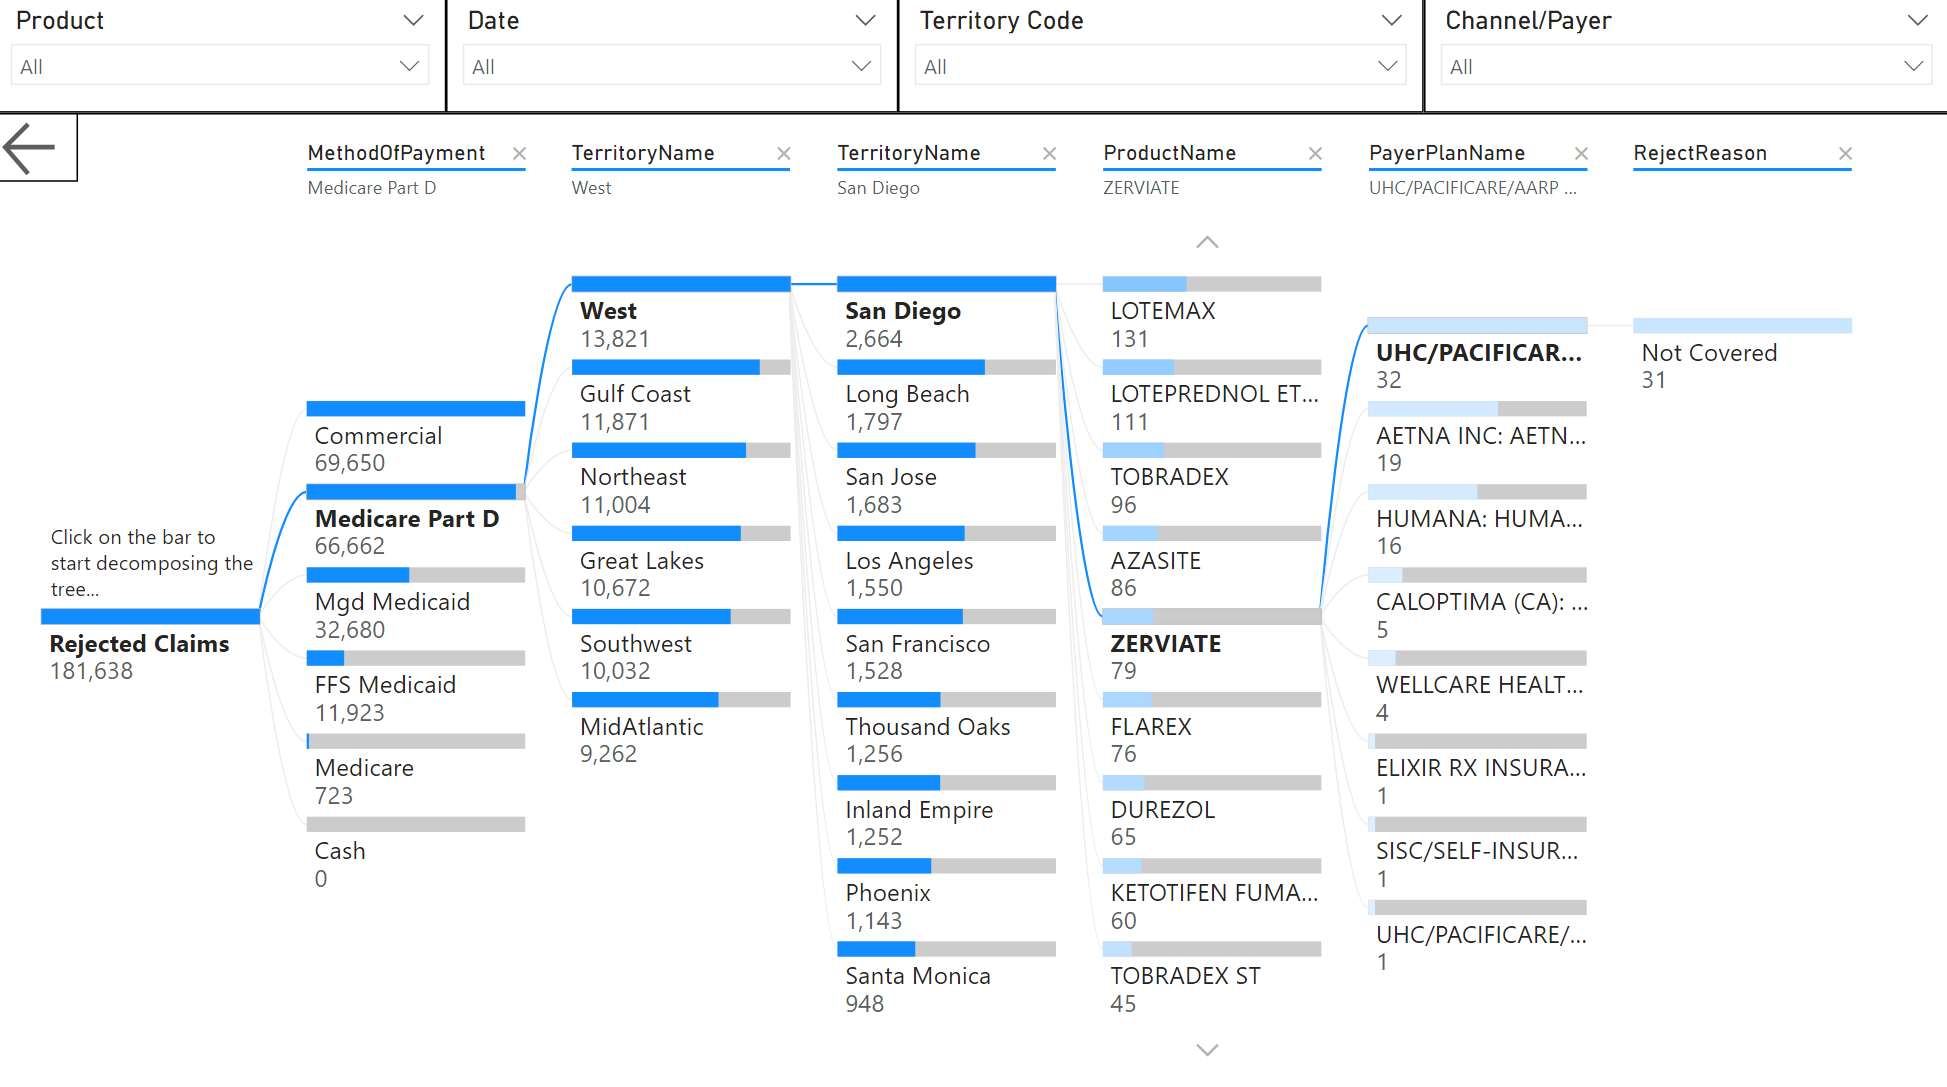 Product
All
Date
All
Territory Code
All
Channel/Payer
All
MethodOfPayment
Medicare Part D
TerritoryName
West
TerritoryName
San Diego
ProductName
ZERVIATE
PayerPlanName
UHC/PACIFICARE/AARP ...
RejectReason
Click on the bar to
start decomposing the
tree...
Rejected Claims
181,638
Commercial
69,650
Medicare Part D
66,662
Mgd Medicaid
32,680
FFS Medicaid
11,923
Medicare
723
Cash
0
West
13,821
Gulf Coast
11,871
Northeast
11,004
Great Lakes
10,672
Southwest
10,032
MidAtlantic
9,262
San Diego
2,664
Long Beach
1,797
San Jose
1,683
Los Angeles
1,550
San Francisco
1,528
Thousand Oaks
1,256
Inland Empire
1,252
Phoenix
1,143
Santa Monica
948
LOTEMAX
131
LOTEPREDNOL ET...
111
TOBRADEX
96
AZASITE
86
ZERVIATE
79
FLAREX
76
DUREZOL
65
KETOTIFEN FUMA...
60
TOBRADEX ST
45
UHC/PACIFICAR...
32
AETNA INC: AETN...
19
HUMANA: HUMA...
16
CALOPTIMA (CA): ...
5
WELLCARE HEALT...
4
ELIXIR RX INSURA...
1
SISC/SELF-INSUR...
1
UHC/PACIFICARE/...
1
Not Covered
31